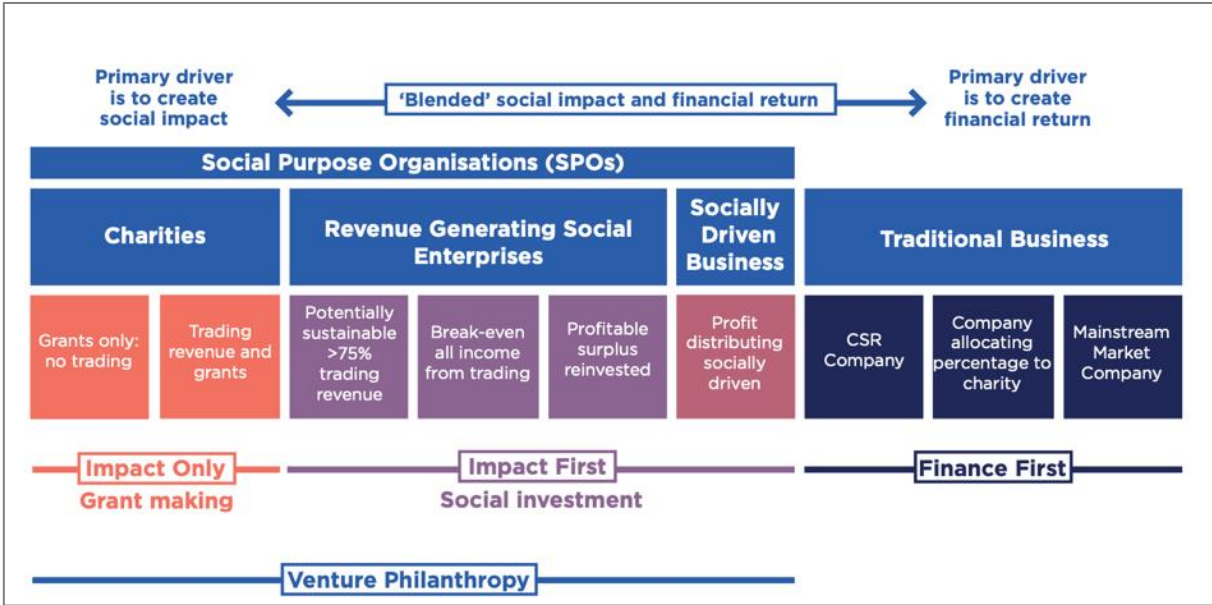 Primary driver
is to create
social impact
‘Blended’ social impact and financial return
Primary driver
is to create
financial return
Social Purpose Organisations (SPOs)
Charities
Revenue Generating Social
Enterprises
Socially
Driven
Business
Traditional Business
Grants only:
no trading
Trading
revenue and
grants
Potentially
sustainable
>75%
trading
revenue
Break-even
all income
from trading
Profitable
surplus
reinvested
Profit
distributing
socially
driven
CSR
Company
Company
allocating
percentage to
charity
Mainstream
Market
Company
Impact Only
Grant making
Impact First
Social investment
Finance First
Venture Philanthropy